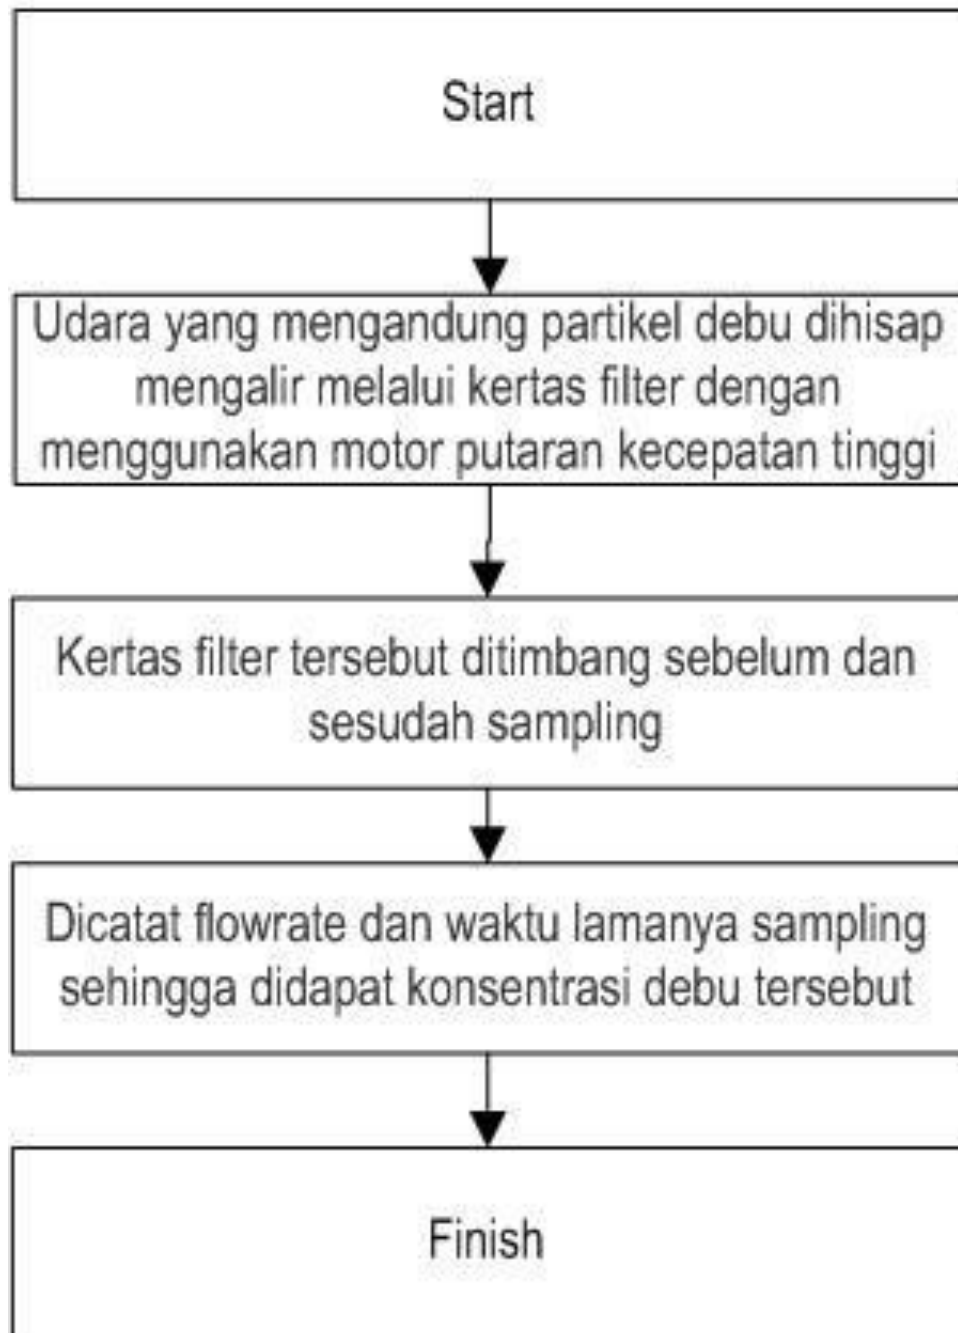 Start
Udara yang mengandung partikel debu dihisap
mengalir melalui kertas filter dengan
menggunakan motor putaran kecepatan tinggi
Kertas filter tersebut ditimbang sebelum dan
sesudah sampling
Dicatat flowrate dan waktu lamanya sampling
sehingga didapat konsentrasi debu tersebut
Finish